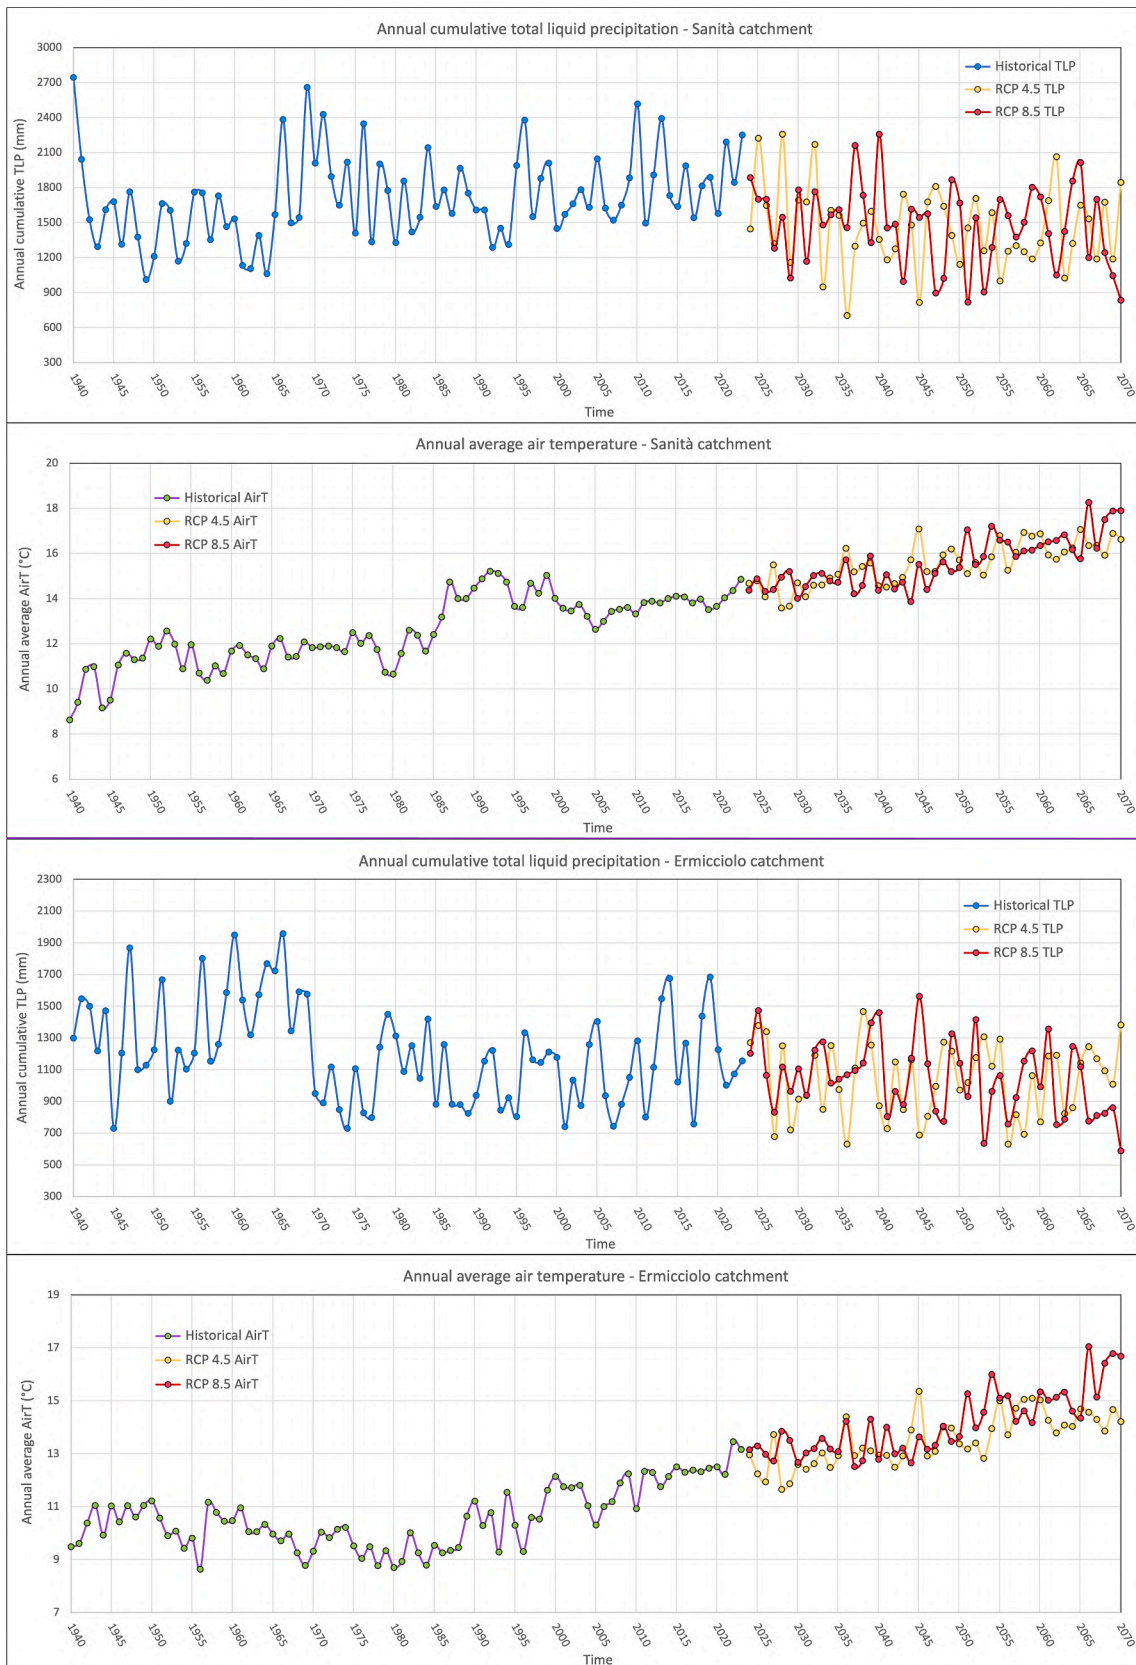 Annual cumulative total liquid precipitation - Sanità catchment
Annual cumulative TLP (mm)
3000
2700
2400
2100
1800
1500
1200
900
600
300
Historical TLP
RCP 4.5 TLP
RCP 8.5 TLP
1940 1945 1950 1955 1960 1965 1970 1975 1980 1985 1990 1995 2000 2005 2010 2015 2020 2025 2030 2035 2040 2045 2050 2055 2060 2065 2070
Time
Annual average air temperature - Sanità catchment
Annual average AirT (°C)
20
18
16
14
12
10
8
6
Historical AirT
RCP 4.5 AirT
RCP 8.5 AirT
1940 1945 1950 1955 1960 1965 1970 1975 1980 1985 1990 1995 2000 2005 2010 2015 2020 2025 2030 2035 2040 2045 2050 2055 2060 2065 2070
Time
Annual cumulative total liquid precipitation - Ermicciolo catchment
Annual cumulative TLP (mm)
2300
2100
1900
1700
1500
1300
1100
900
700
500
300
Historical TLP
RCP 4.5 TLP
RCP 8.5 TLP
1940 1945 1950 1955 1960 1965 1970 1975 1980 1985 1990 1995 2000 2005 2010 2015 2020 2025 2030 2035 2040 2045 2050 2055 2060 2065 2070
Time
Annual average air temperature - Ermicciolo catchment
Annual average AirT (°C)
19
17
15
13
11
9
7
Historical AirT
RCP 4.5 AirT
RCP 8.5 AirT
1940 1945 1950 1955 1960 1965 1970 1975 1980 1985 1990 1995 2000 2005 2010 2015 2020 2025 2030 2035 2040 2045 2050 2055 2060 2065 2070
Time